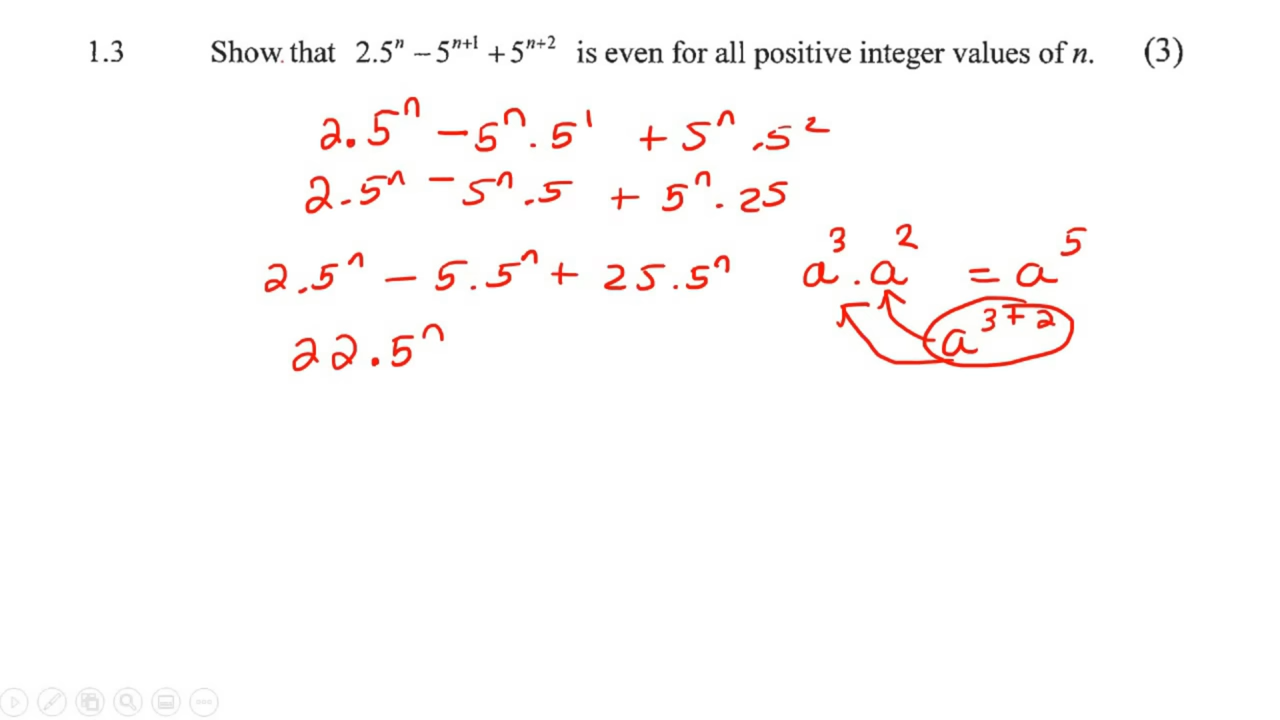 1.3 Show that 2.5ⁿ − 5ⁿ⁺¹ + 5ⁿ⁺² is even for all positive integer values of n. (3)
2.5ⁿ − 5ⁿ.5¹ + 5ⁿ.5²
2.5ⁿ − 5ⁿ.5 + 5ⁿ.25
2.5ⁿ − 5.5ⁿ + 25.5ⁿ
22.5ⁿ
a³.a² = a⁵
a³⁺²